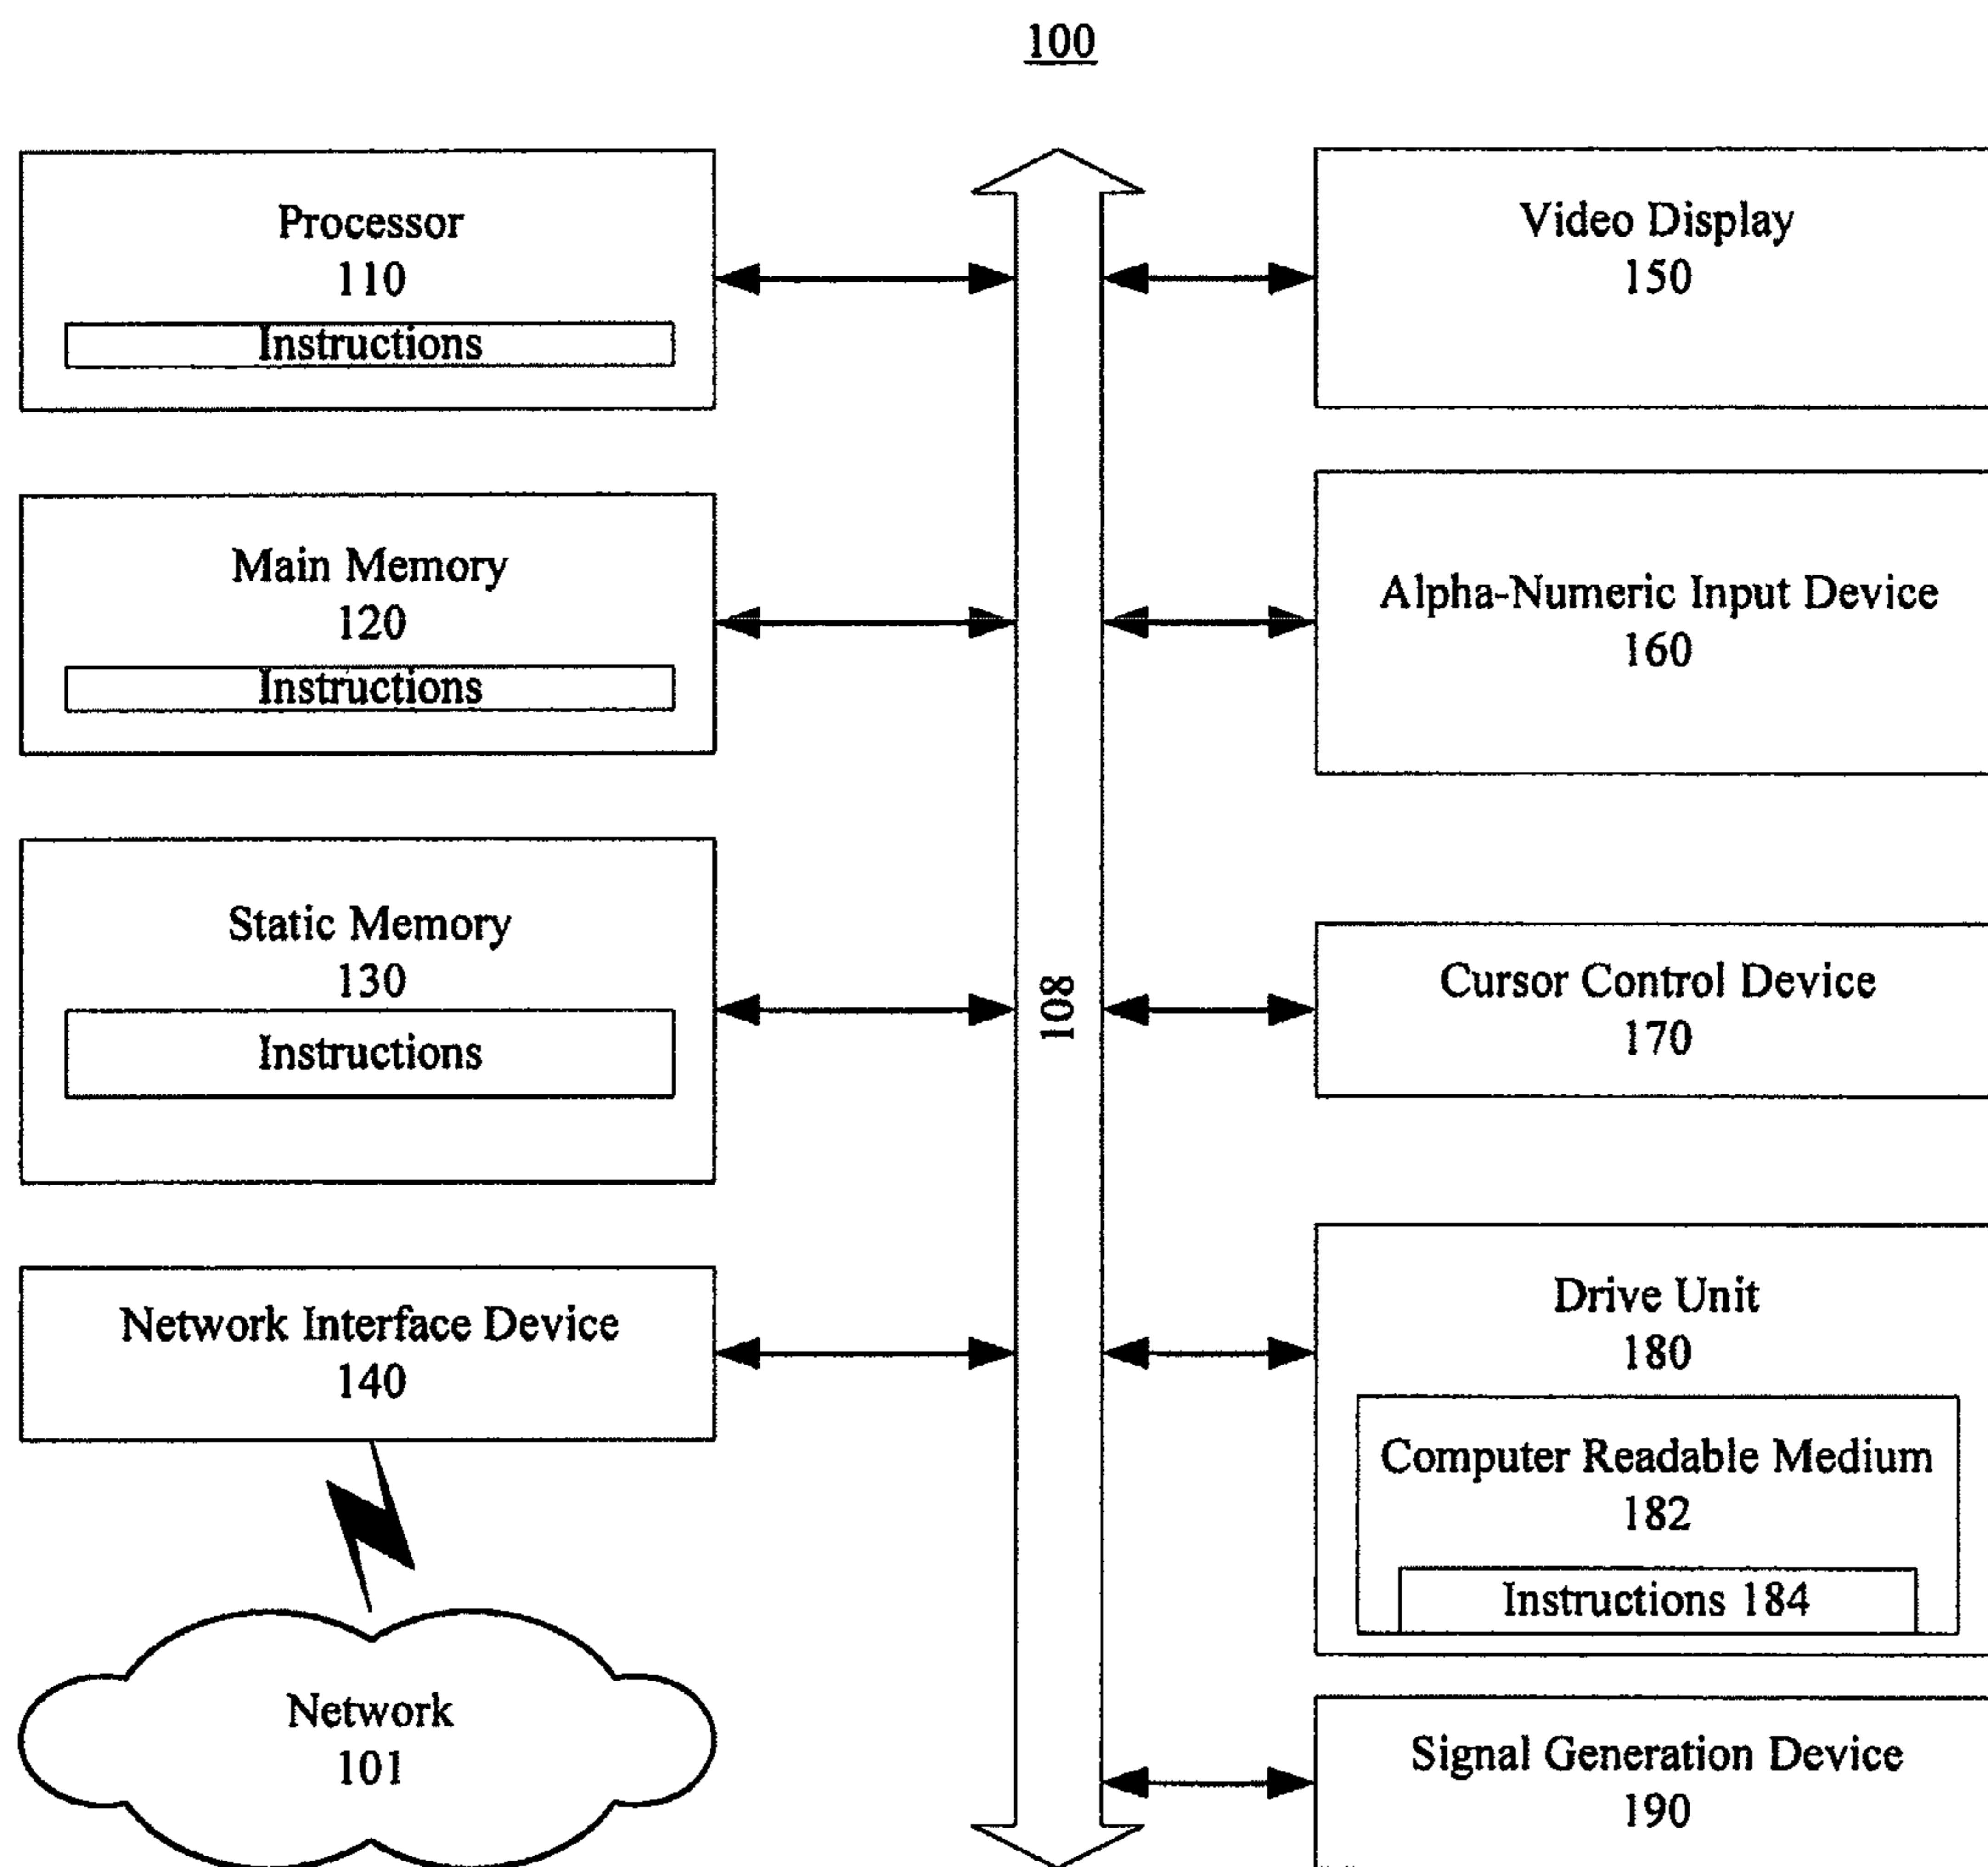 100
Processor
110
Instructions
Main Memory
120
Instructions
Static Memory
130
Instructions
Network Interface Device
140
Network
101
108
Video Display
150
Alpha-Numeric Input Device
160
Cursor Control Device
170
Drive Unit
180
Computer Readable Medium
182
Instructions 184
Signal Generation Device
190